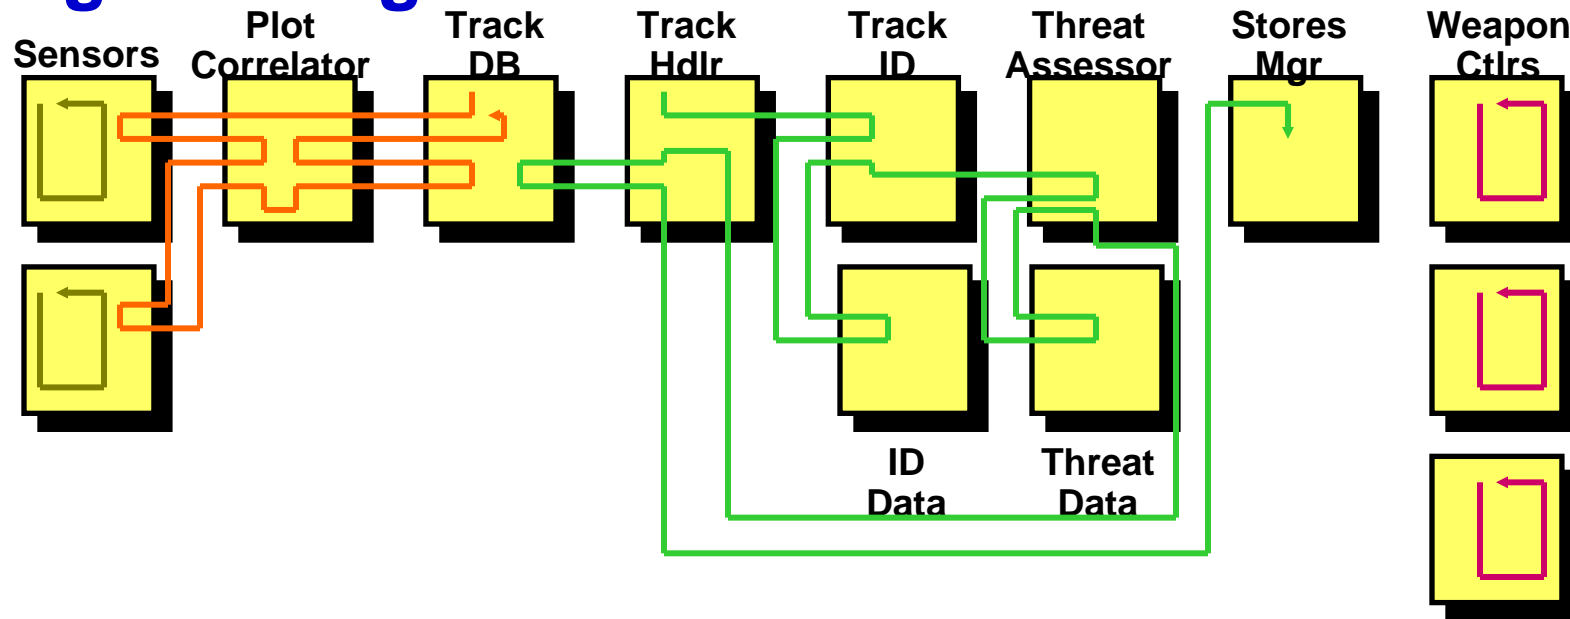 Sensors
Plot
Correlator
Track
DB
Track
Hdlr
Track
ID
Threat
Assessor
Stores
Mgr
Weapon
Ctlrs
ID
Data
Threat
Data